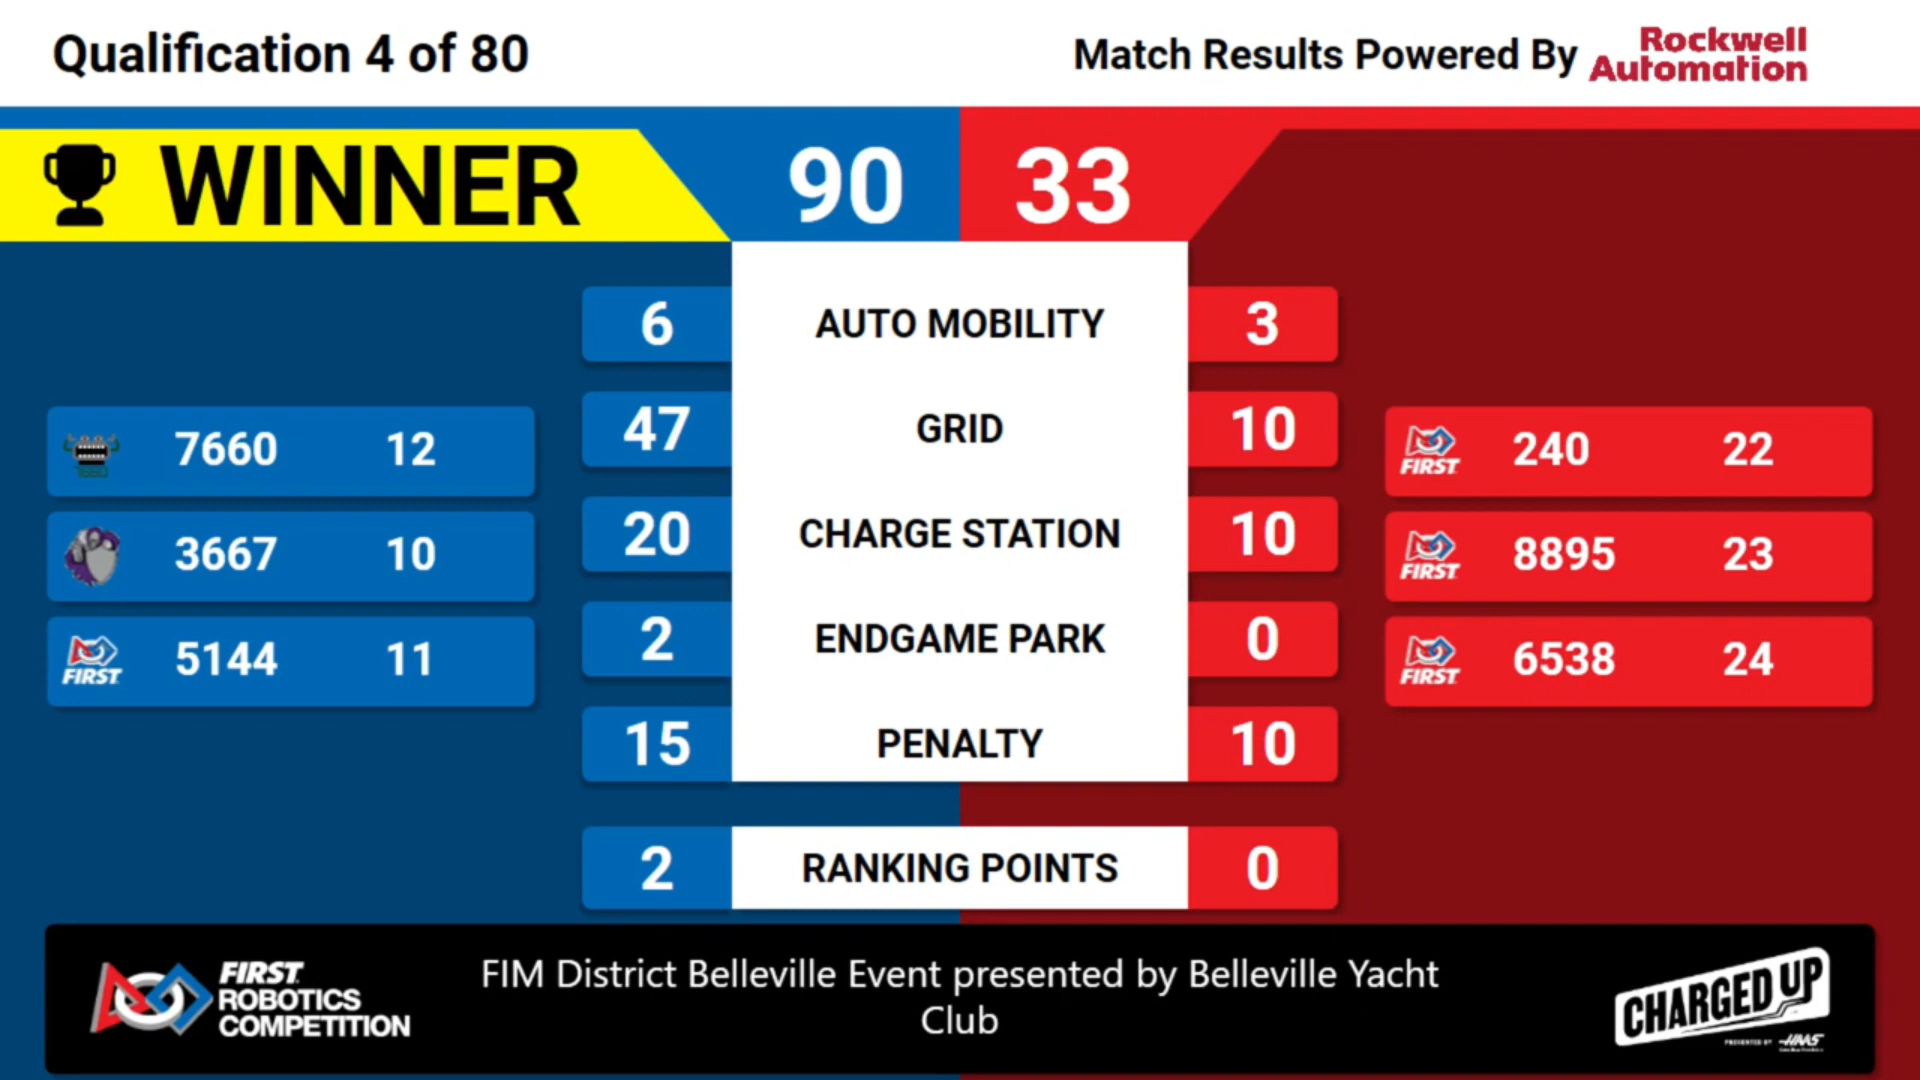 Qualification 4 of 80
Match Results Powered By
Rockwell
Automation
WINNER
90 33
6 AUTO MOBILITY 3
47 GRID 10
7660 12
240 22
FIRST
20 CHARGE STATION 10
3667 10
8895 23
FIRST
2 ENDGAME PARK 0
5144 11
FIRST
6538 24
FIRST
15 PENALTY 10
2 RANKING POINTS 0
FIRST
ROBOTICS
COMPETITION
FIM District Belleville Event presented by Belleville Yacht
Club
CHARGED UP
PRESENTED BY HAAS